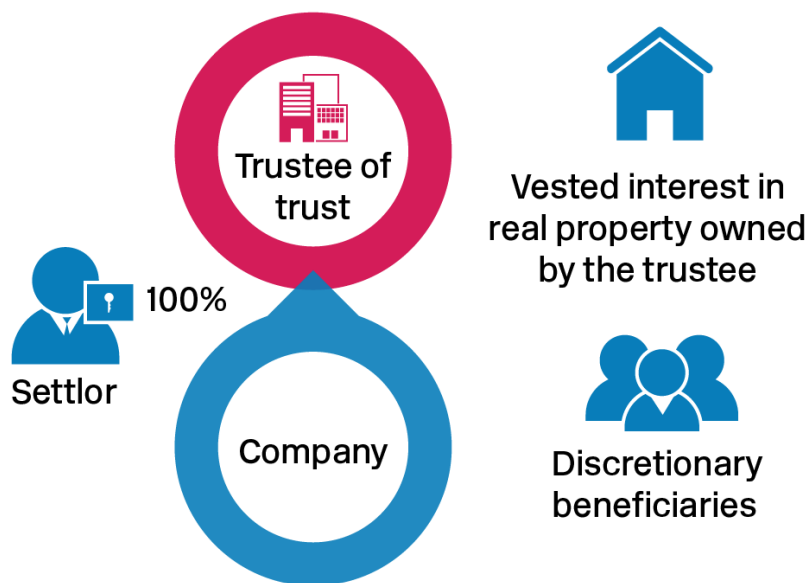 Trustee of
trust
Vested interest in
real property owned
by the trustee
100%
Settlor
Company
Discretionary
beneficiaries